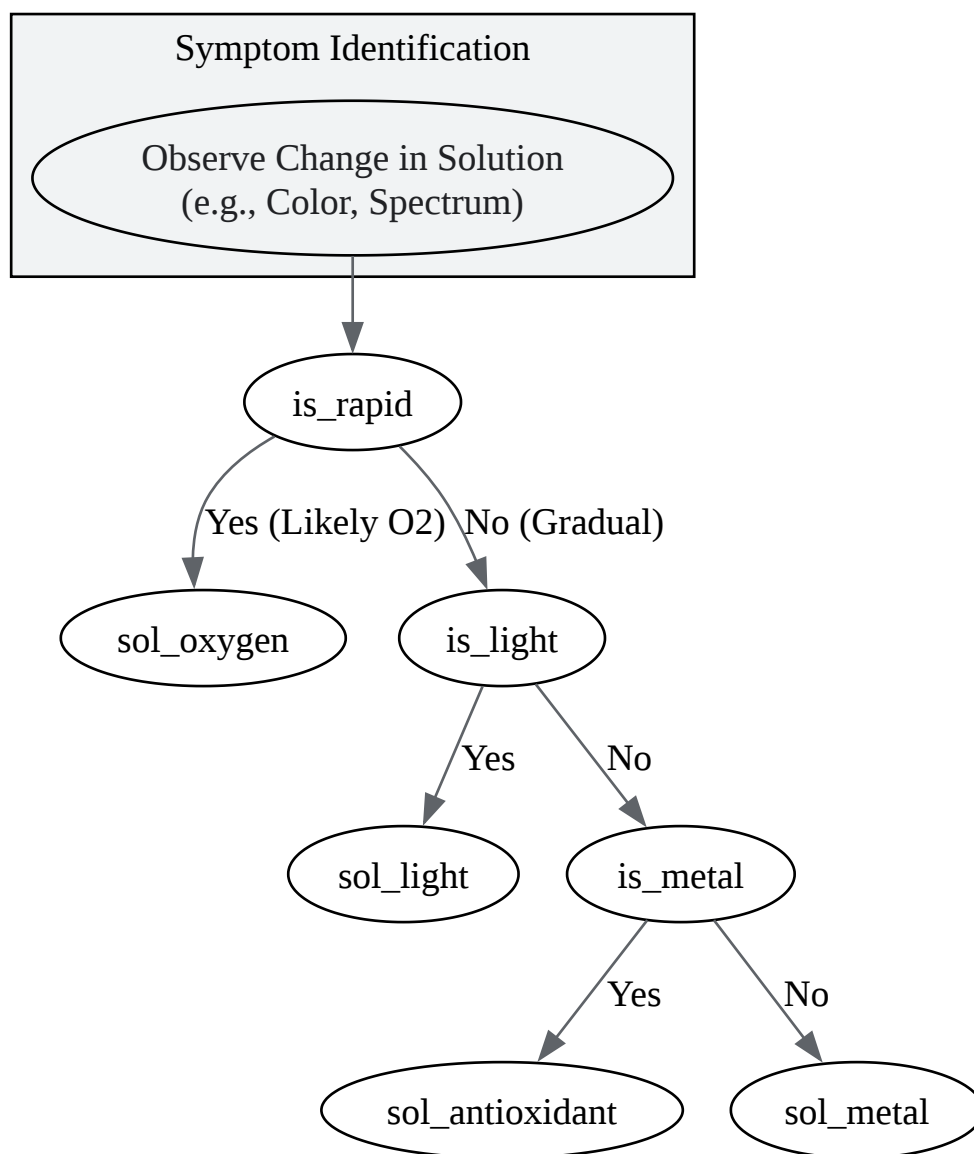 Symptom Identification
Observe Change in Solution
(e.g., Color, Spectrum)
is_rapid
Yes (Likely O2)
No (Gradual)
sol_oxygen
is_light
Yes
No
sol_light
is_metal
Yes
No
sol_antioxidant
sol_metal